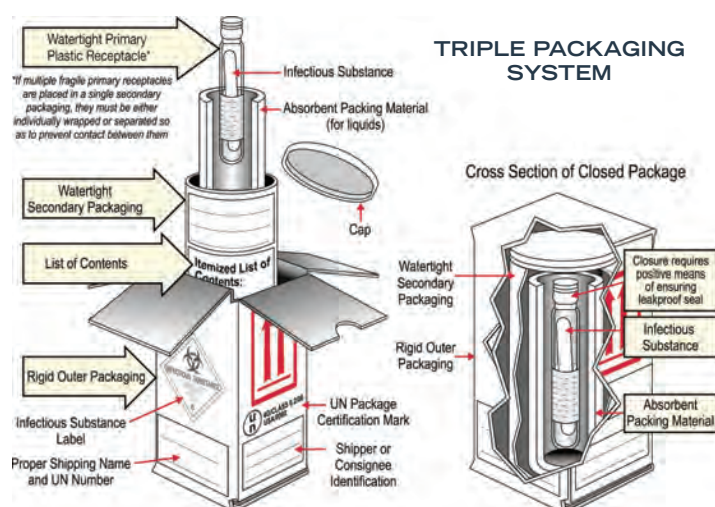 TRIPLE PACKAGING
SYSTEM
Watertight Primary
Plastic Receptacle*
*If multiple fragile primary receptacles
are placed in a single secondary
packaging, they must be either
individually wrapped or separated so
as to prevent contact between them
Infectious Substance
Absorbent Packing Material
(for liquids)
Watertight
Secondary Packaging
Cap
List of Contents
Itemized List of
Contents:
Rigid Outer Packaging
Infectious Substance
Label
Proper Shipping Name
and UN Number
INFECTIOUS SUBSTANCE
6
u
n
UN Package
Certification Mark
Shipper or
Consignee
Identification
Cross Section of Closed Package
Watertight
Secondary
Packaging
Rigid Outer
Packaging
Closure requires
positive means
of ensuring
leakproof seal
Infectious
Substance
Absorbent
Packing Material